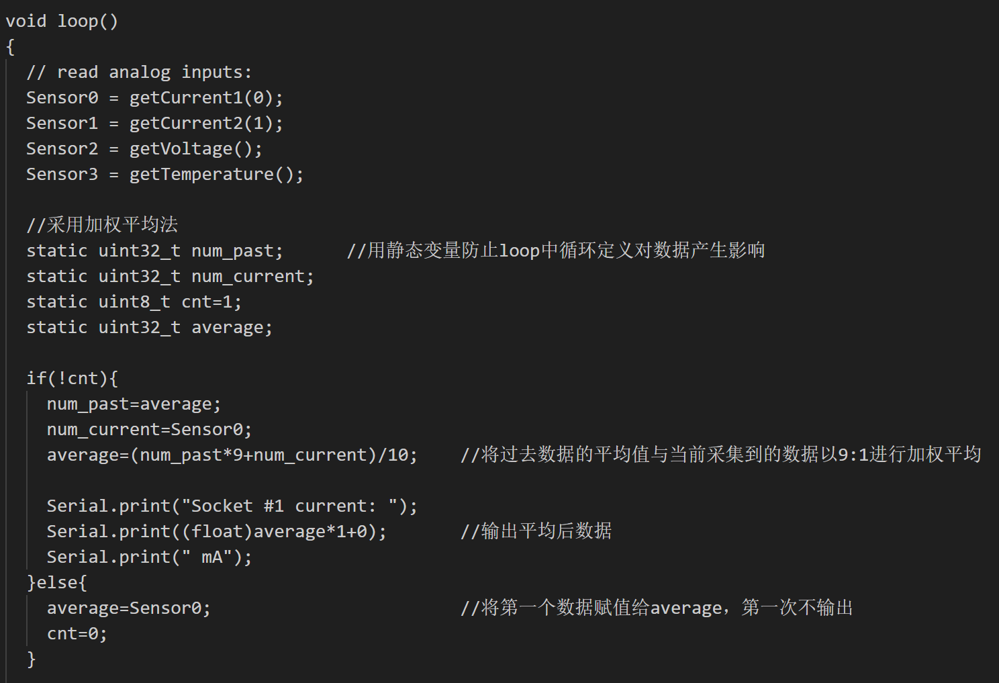 void loop()
{
  // read analog inputs:
  Sensor0 = getCurrent1(0);
  Sensor1 = getCurrent2(1);
  Sensor2 = getVoltage();
  Sensor3 = getTemperature();

  //采用加权平均法
  static uint32_t num_past;      //用静态变量防止loop中循环定义对数据产生影响
  static uint32_t num_current;
  static uint8_t cnt=1;
  static uint32_t average;

  if(!cnt){
    num_past=average;
    num_current=Sensor0;
    average=(num_past*9+num_current)/10;    //将过去数据的平均值与当前采集到的数据以9:1进行加权平均

    Serial.print("Socket #1 current: ");
    Serial.print((float)average*1+0);       //输出平均后数据
    Serial.print(" mA");
  }else{
    average=Sensor0;                        //将第一个数据赋值给average，第一次不输出
    cnt=0;
  }